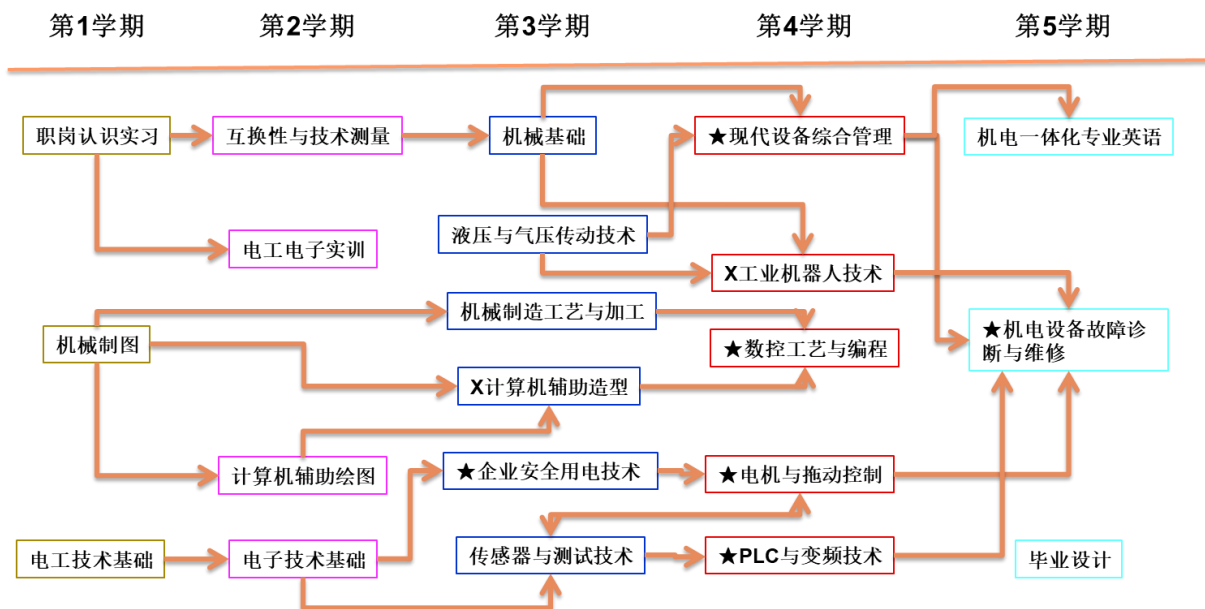 第1学期
第2学期
第3学期
第4学期
第5学期
职岗认识实习
互换性与技术测量
机械基础
★现代设备综合管理
机电一体化专业英语
电工电子实训
液压与气压传动技术
X工业机器人技术
机械制图
机械制造工艺与加工
★数控工艺与编程
★机电设备故障诊
断与维修
X计算机辅助造型
计算机辅助绘图
★企业安全用电技术
★电机与拖动控制
电工技术基础
电子技术基础
传感器与测试技术
★PLC与变频技术
毕业设计